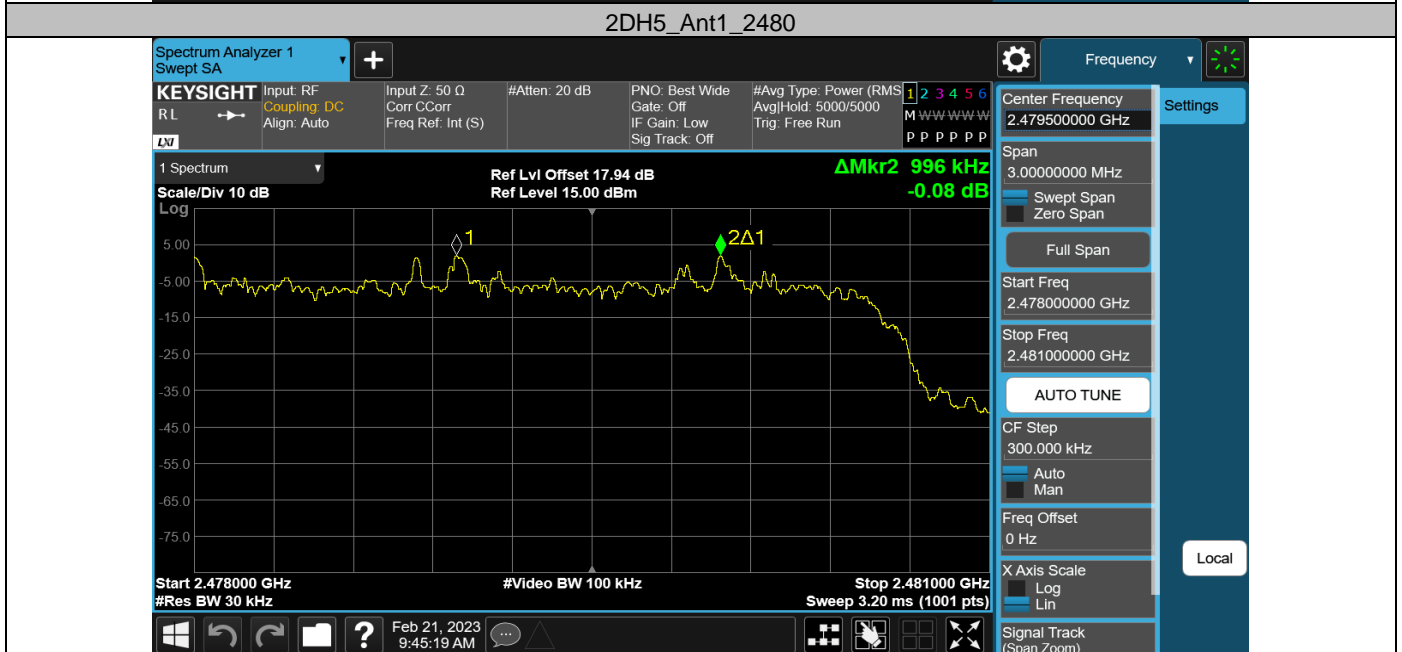 2DH5_Ant1_2480
Spectrum Analyzer 1
Swept SA
Frequency
KEYSIGHT
RL
LXI
Input: RF
Coupling: DC
Align: Auto
Input Z: 50 Ω
Corr CCorr
Freq Ref: Int (S)
#Atten: 20 dB
PNO: Best Wide
Gate: Off
IF Gain: Low
Sig Track: Off
#Avg Type: Power (RMS
Avg|Hold: 5000/5000
Trig: Free Run
1 2 3 4 5 6
M W W W W W
P P P P P P
Center Frequency
2.479500000 GHz
Settings
Span
3.00000000 MHz
Swept Span
Zero Span
Full Span
Start Freq
2.478000000 GHz
Stop Freq
2.481000000 GHz
AUTO TUNE
CF Step
300.000 kHz
Auto
Man
Freq Offset
0 Hz
X Axis Scale
Log
Lin
Signal Track
(Span Zoom)
Local
1 Spectrum
Scale/Div 10 dB
Ref Lvl Offset 17.94 dB
Ref Level 15.00 dBm
ΔMkr2 996 kHz
-0.08 dB
Log
1
2Δ1
5.00
-5.00
-15.0
-25.0
-35.0
-45.0
-55.0
-65.0
-75.0
Start 2.478000 GHz
#Video BW 100 kHz
Stop 2.481000 GHz
#Res BW 30 kHz
Sweep 3.20 ms (1001 pts)
?
Feb 21, 2023
9:45:19 AM